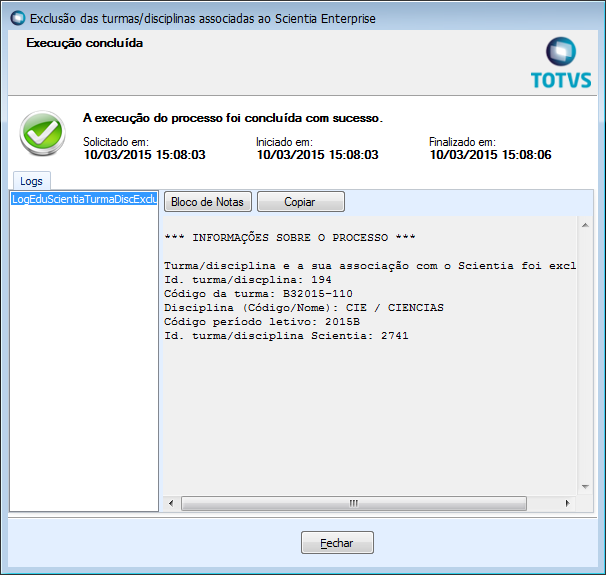 Exclusão das turmas/disciplinas associadas ao Scientia Enterprise
Execução concluída
TOTVS
A execução do processo foi concluída com sucesso.
Solicitado em: Iniciado em: Finalizado em:
10/03/2015 15:08:03 10/03/2015 15:08:03 10/03/2015 15:08:06
Logs
LogEduScientiaTurmaDiscExclu
Bloco de Notas Copiar
*** INFORMAÇÕES SOBRE O PROCESSO ***
Turma/disciplina e a sua associação com o Scientia foi excl
Id. turma/discplina: 194
Código da turma: B32015-110
Disciplina (Código/Nome): CIE / CIENCIAS
Código período letivo: 2015B
Id. turma/disciplina Scientia: 2741
Fechar